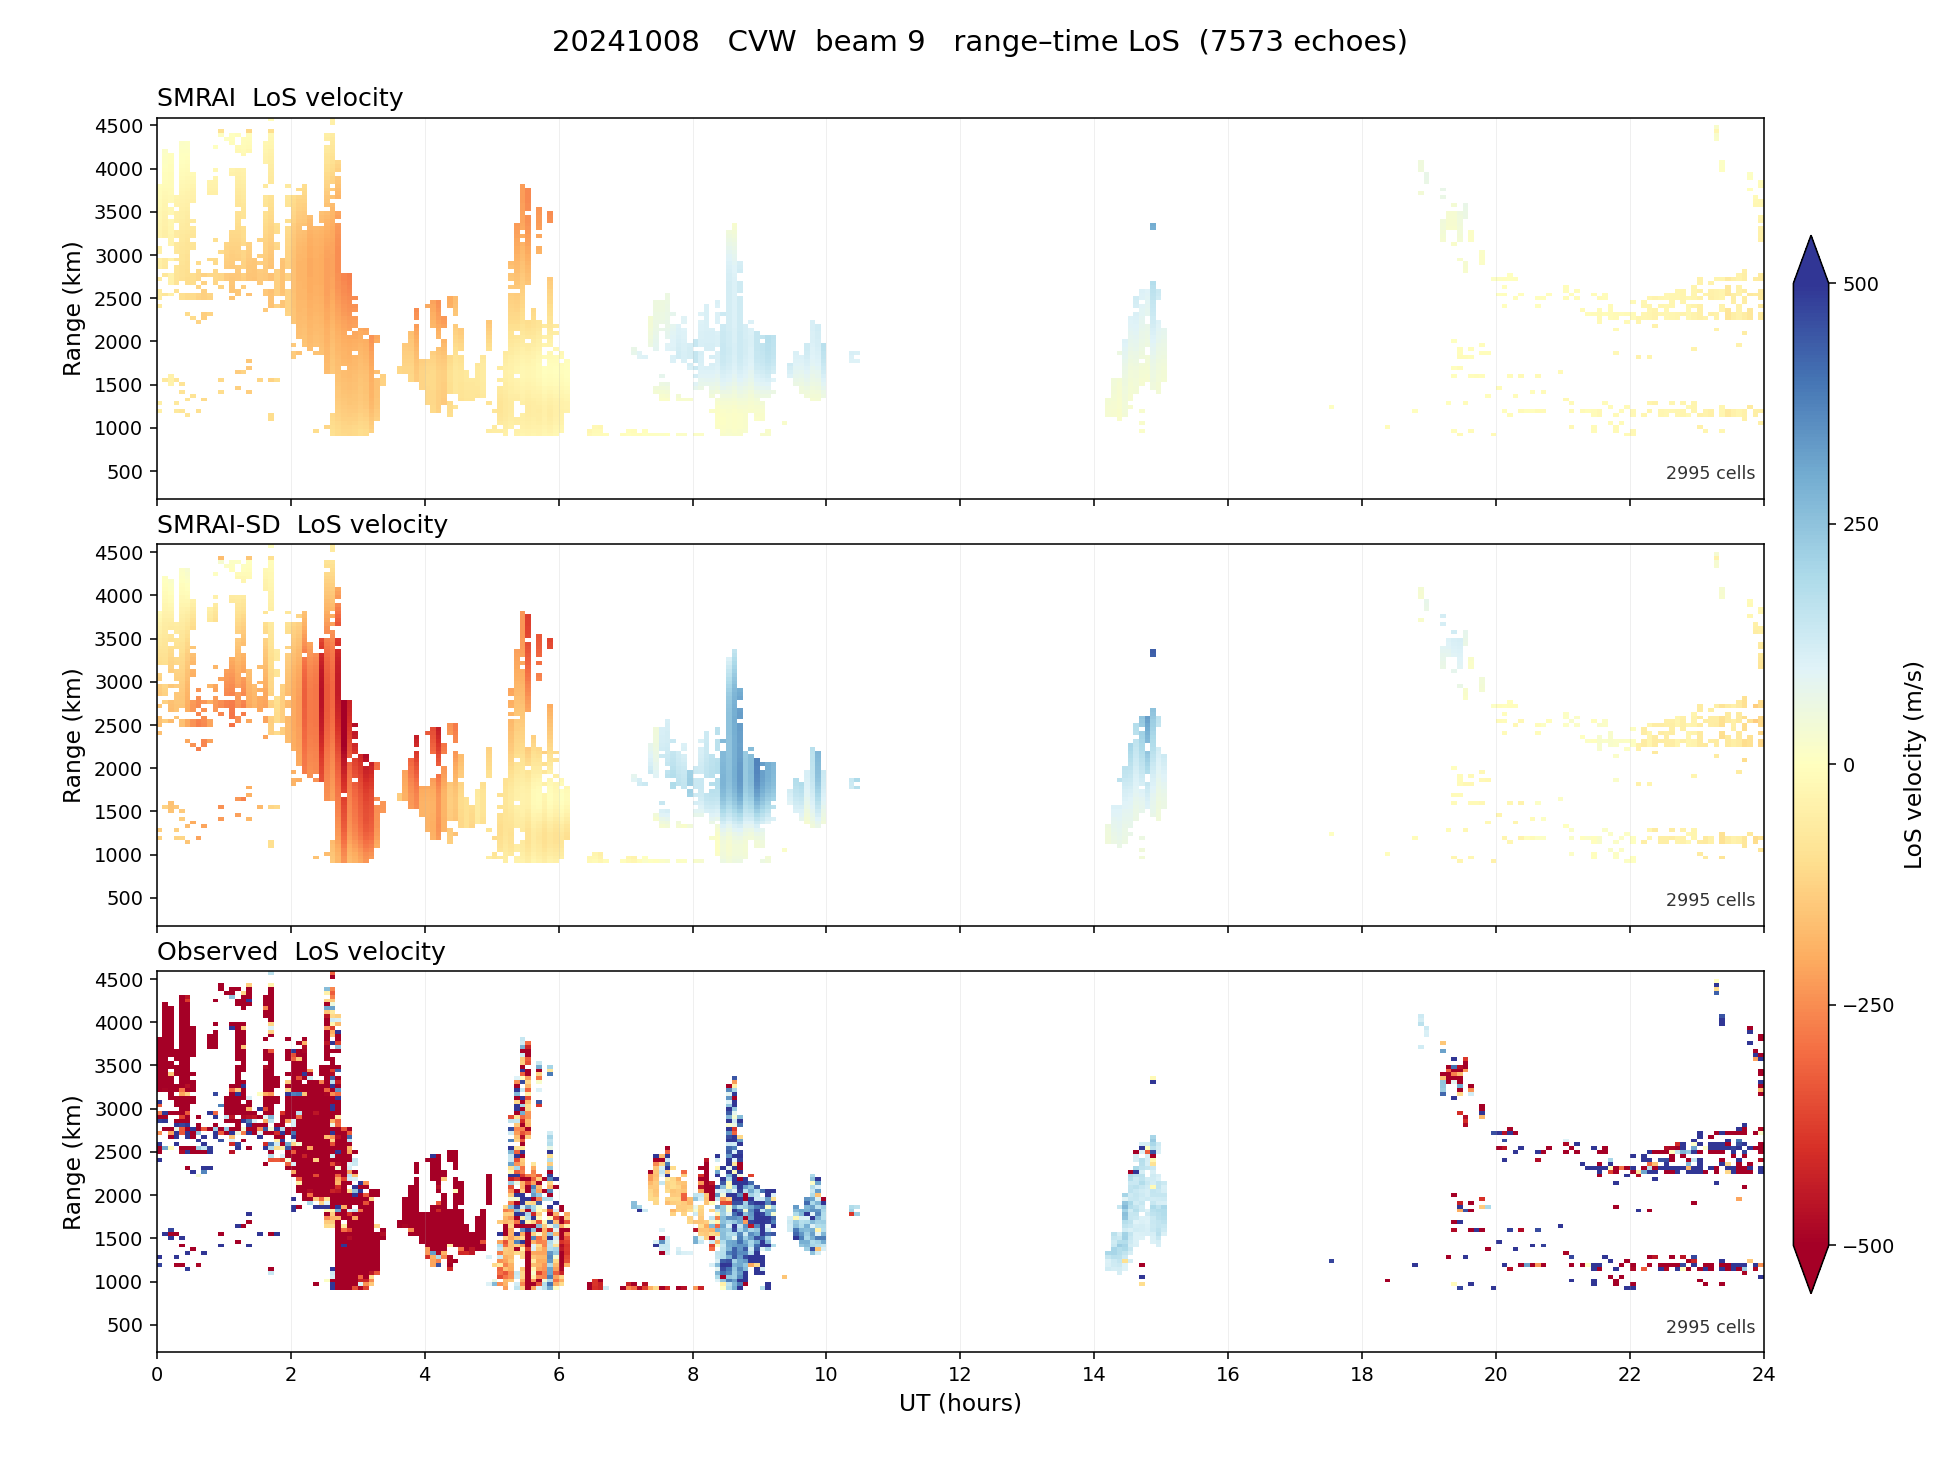 20241008   CVW  beam 9   range–time LoS  (7573 echoes)
SMRAI  LoS velocity
4500
4000
3500
3000
2500
2000
1500
1000
500
Range (km)
2995 cells
SMRAI-SD  LoS velocity
4500
4000
3500
3000
2500
2000
1500
1000
500
Range (km)
2995 cells
Observed  LoS velocity
4500
4000
3500
3000
2500
2000
1500
1000
500
Range (km)
2995 cells
0 2 4 6 8 10 12 14 16 18 20 22 24
UT (hours)
500
250
0
−250
−500
LoS velocity (m/s)